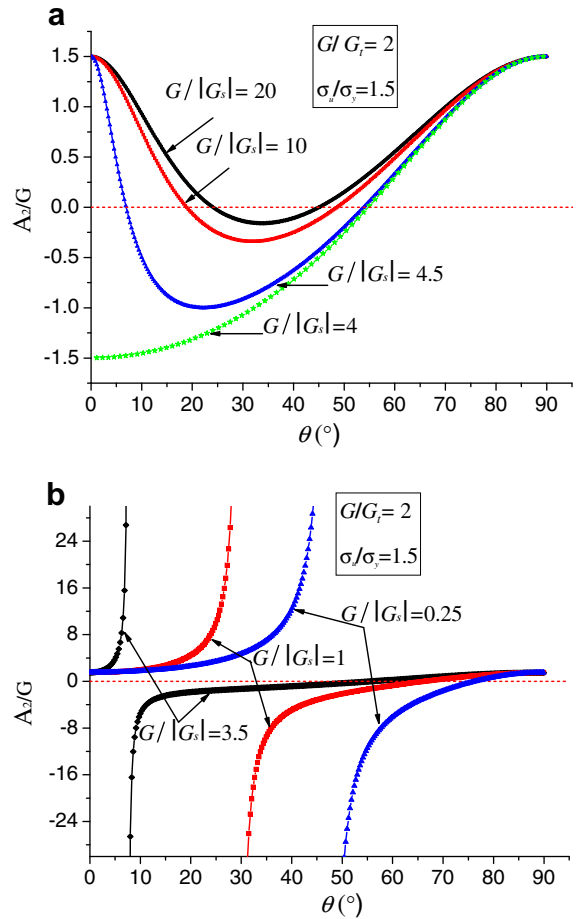 a
G/G_t = 2
σ_u/σ_y=1.5
1.5
1.0
0.5
0.0
-0.5
-1.0
-1.5
A₂/G
G/|G_s|= 20
G/|G_s|= 10
G/|G_s|= 4.5
G/|G_s|= 4
0 10 20 30 40 50 60 70 80 90
θ(°)
b
G/G_t = 2
σ_u/σ_y=1.5
24
16
8
0
-8
-16
-24
A₂/G
G/|G_s|=0.25
G/|G_s|=1
G/|G_s|=3.5
0 10 20 30 40 50 60 70 80 90
θ(°)